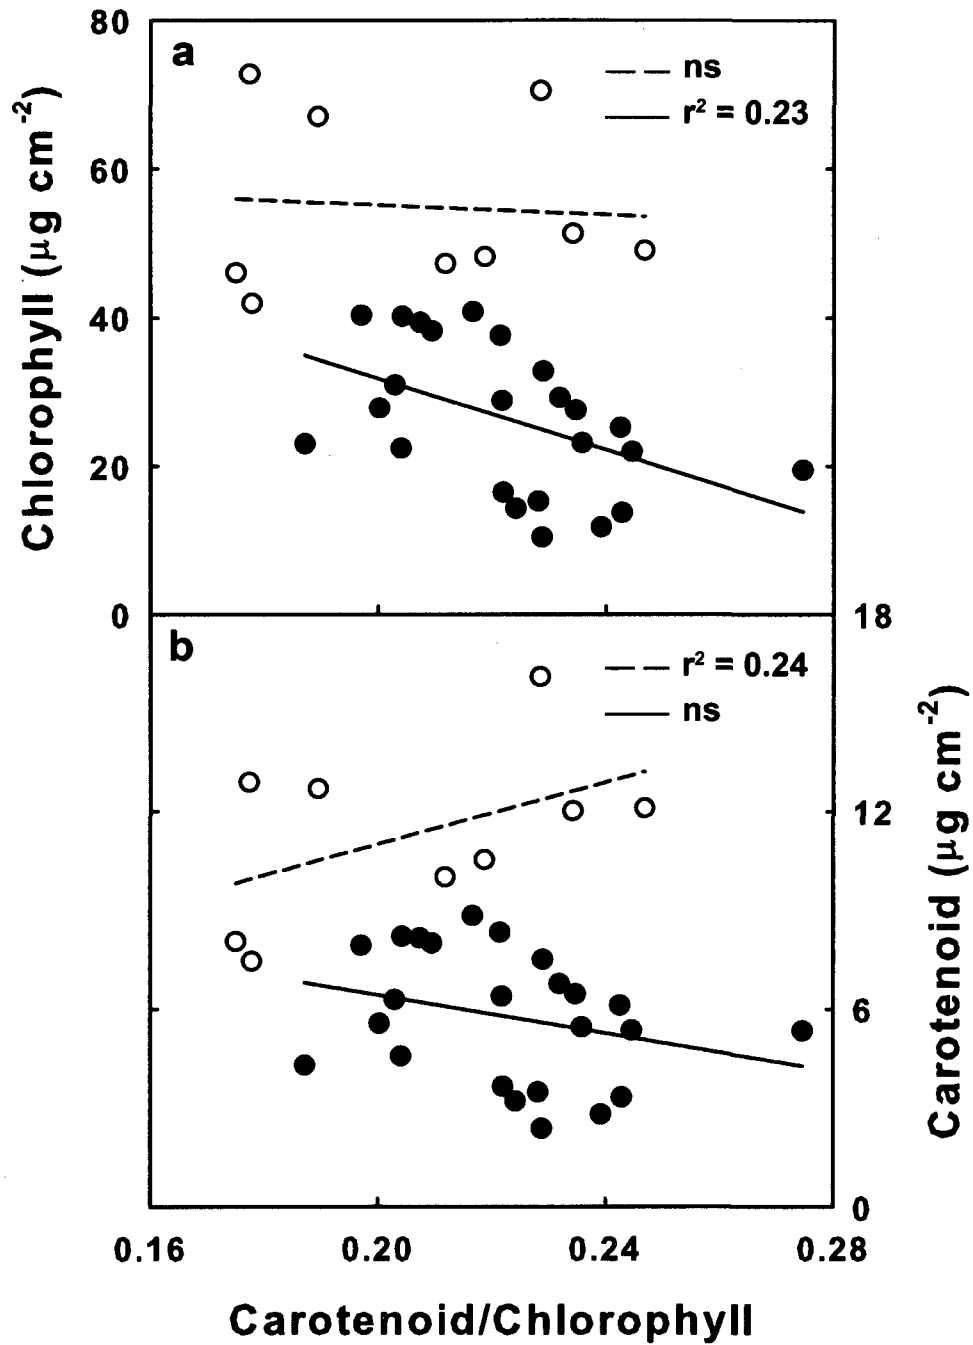 80
a
ns
r² = 0.23
60
40
20
0
Chlorophyll (μg cm⁻²)
18
b
r² = 0.24
ns
12
6
0
Carotenoid (μg cm⁻²)
0.16 0.20 0.24 0.28
Carotenoid/Chlorophyll